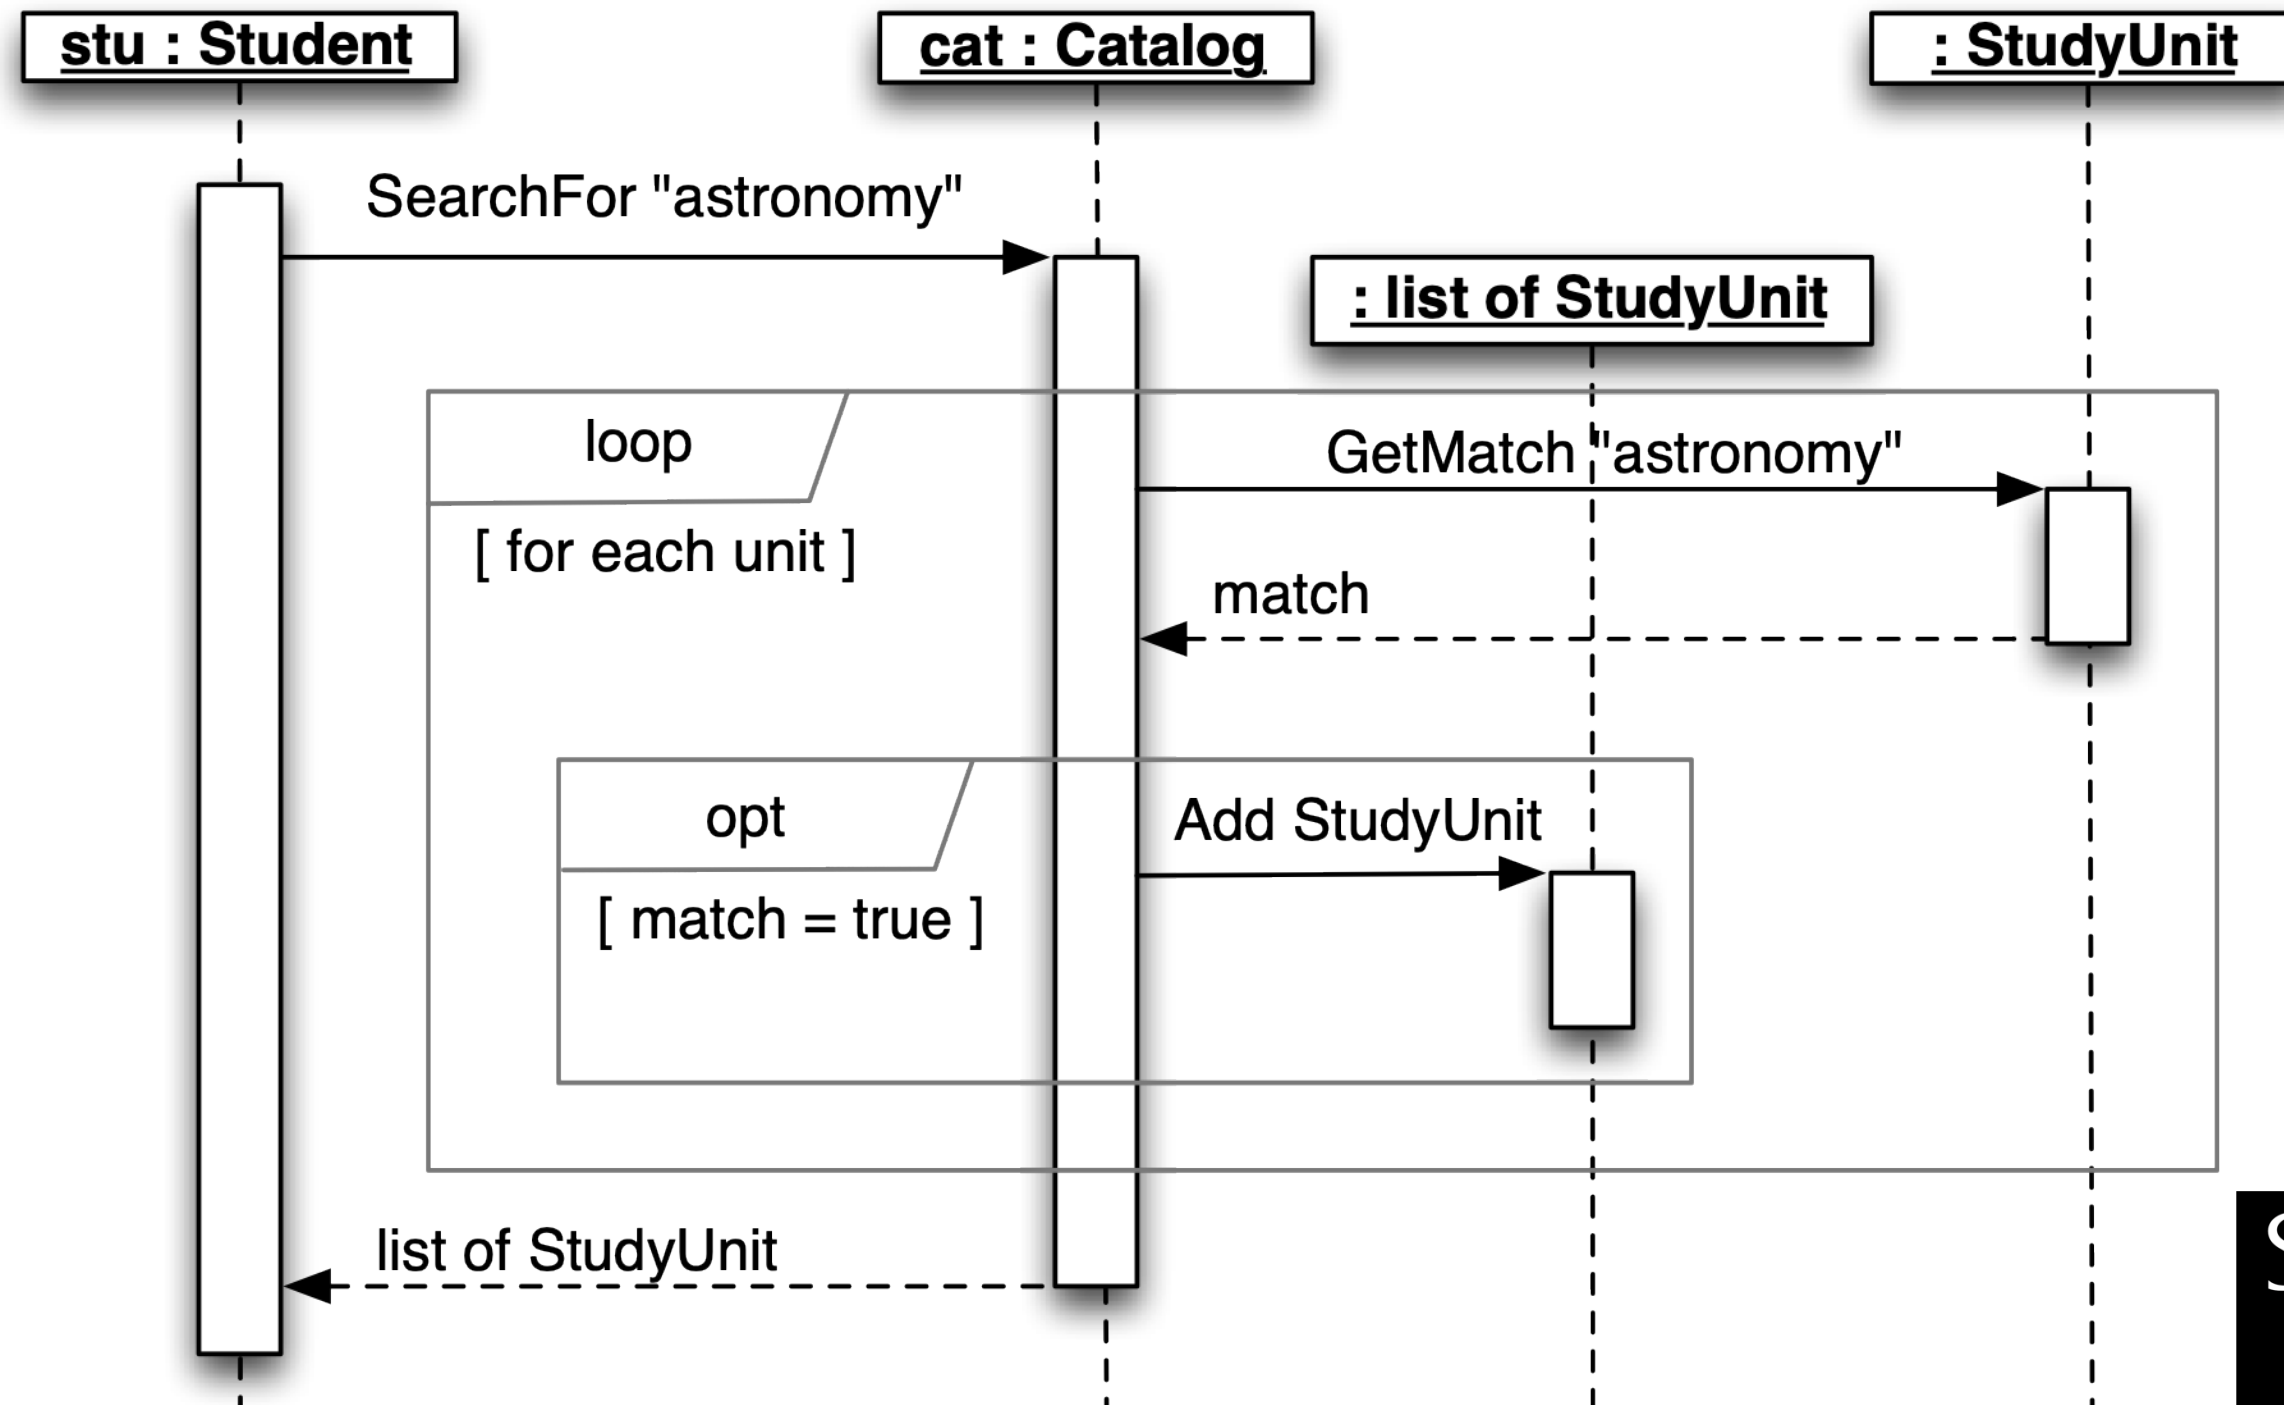 stu : Student
cat : Catalog
: StudyUnit
SearchFor "astronomy"
: list of StudyUnit
loop
GetMatch "astronomy"
[ for each unit ]
match
opt
Add StudyUnit
[ match = true ]
list of StudyUnit